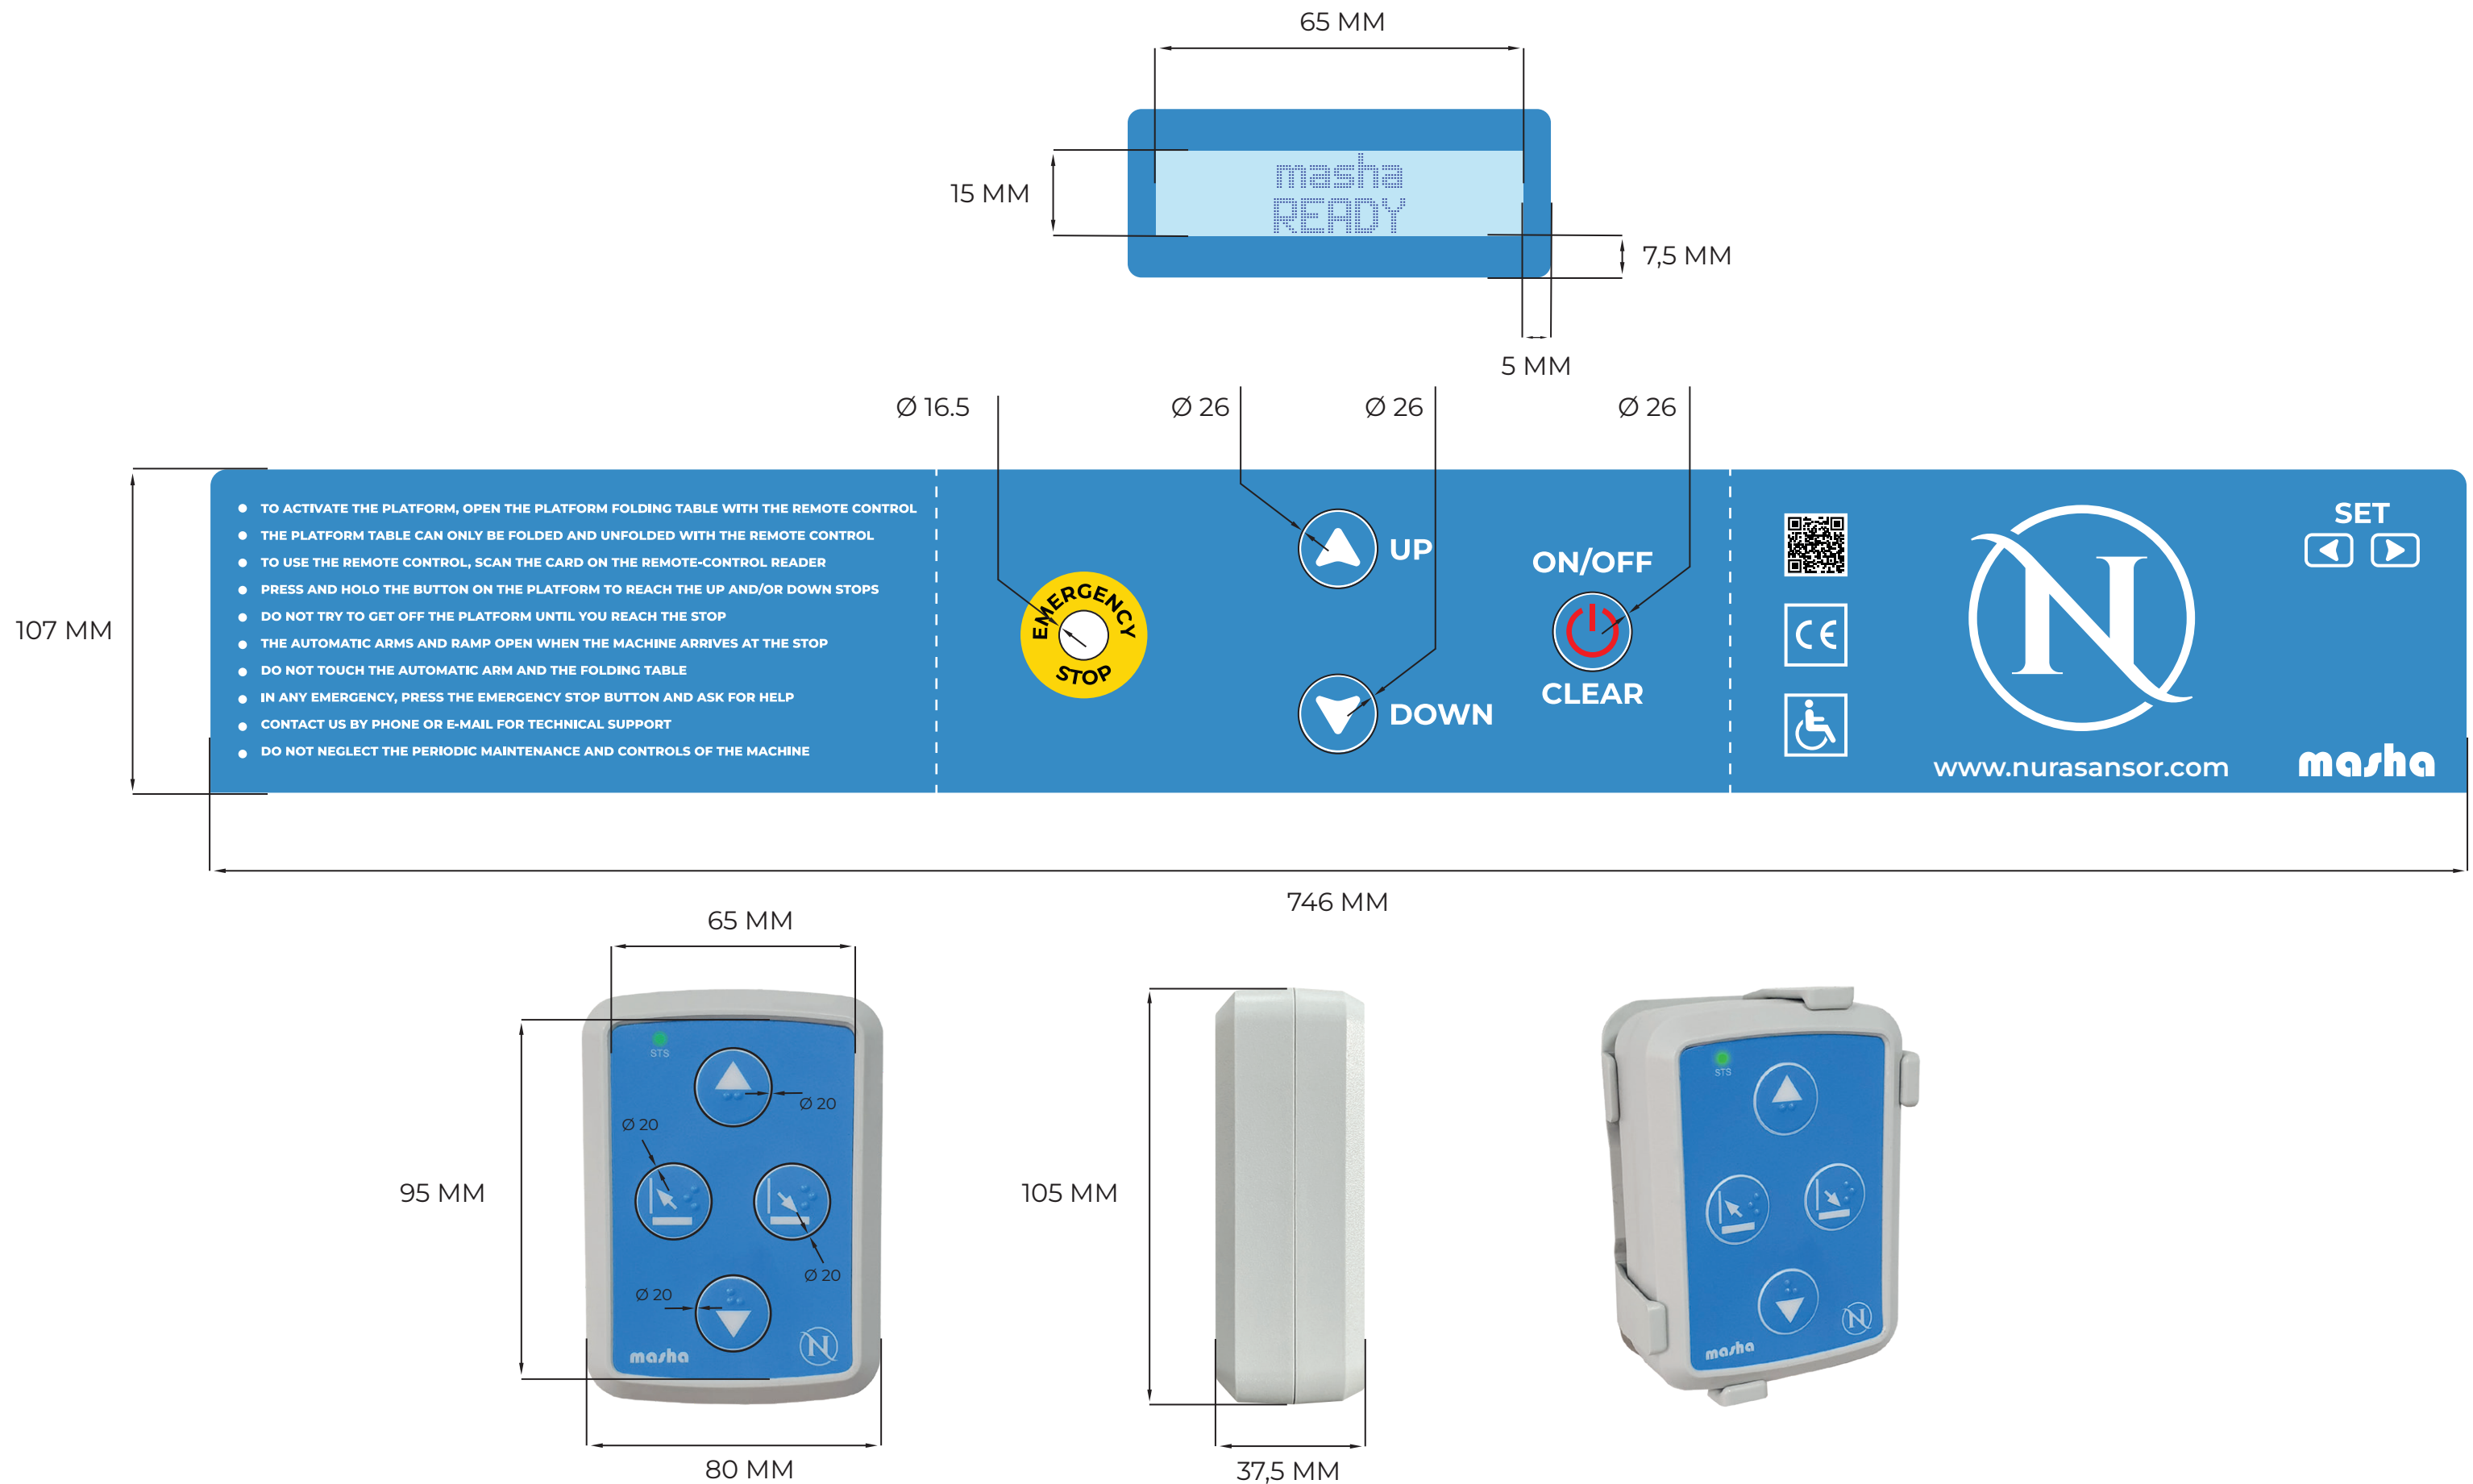 65 MM
15 MM
masha
READY
7,5 MM
5 MM
Ø 16.5
Ø 26
Ø 26
Ø 26
107 MM
TO ACTIVATE THE PLATFORM, OPEN THE PLATFORM FOLDING TABLE WITH THE REMOTE CONTROL
THE PLATFORM TABLE CAN ONLY BE FOLDED AND UNFOLDED WITH THE REMOTE CONTROL
TO USE THE REMOTE CONTROL, SCAN THE CARD ON THE REMOTE-CONTROL READER
PRESS AND HOLO THE BUTTON ON THE PLATFORM TO REACH THE UP AND/OR DOWN STOPS
DO NOT TRY TO GET OFF THE PLATFORM UNTIL YOU REACH THE STOP
THE AUTOMATIC ARMS AND RAMP OPEN WHEN THE MACHINE ARRIVES AT THE STOP
DO NOT TOUCH THE AUTOMATIC ARM AND THE FOLDING TABLE
IN ANY EMERGENCY, PRESS THE EMERGENCY STOP BUTTON AND ASK FOR HELP
CONTACT US BY PHONE OR E-MAIL FOR TECHNICAL SUPPORT
DO NOT NEGLECT THE PERIODIC MAINTENANCE AND CONTROLS OF THE MACHINE
EMERGENCY
STOP
UP
DOWN
ON/OFF
CLEAR
CE
N
www.nurasansor.com
SET
masha
746 MM
65 MM
95 MM
STS
Ø 20
Ø 20
Ø 20
Ø 20
masha
N
80 MM
105 MM
37,5 MM
STS
masha
N